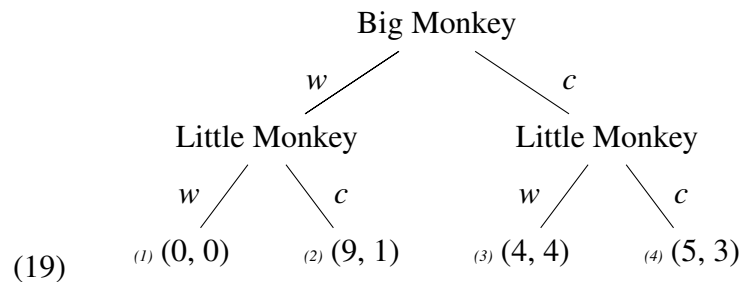 Big Monkey
w c
Little Monkey Little Monkey
w c w c
(19) (1) (0, 0) (2) (9, 1) (3) (4, 4) (4) (5, 3)